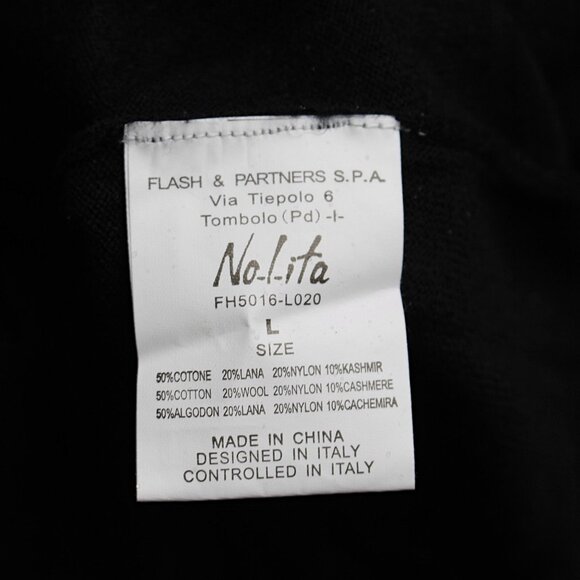 FLASH & PARTNERS S.P.A.
Via Tiepolo 6
Tombolo (Pd) -I-
No.l.ita
FH5016-L020
L
SIZE
50%COTONE 20%LANA 20%NYLON 10%KASHMIR
50%COTTON 20%WOOL 20%NYLON 10%CASHMERE
50%ALGODON 20%LANA 20%NYLON 10%CACHEMIRA
MADE IN CHINA
DESIGNED IN ITALY
CONTROLLED IN ITALY